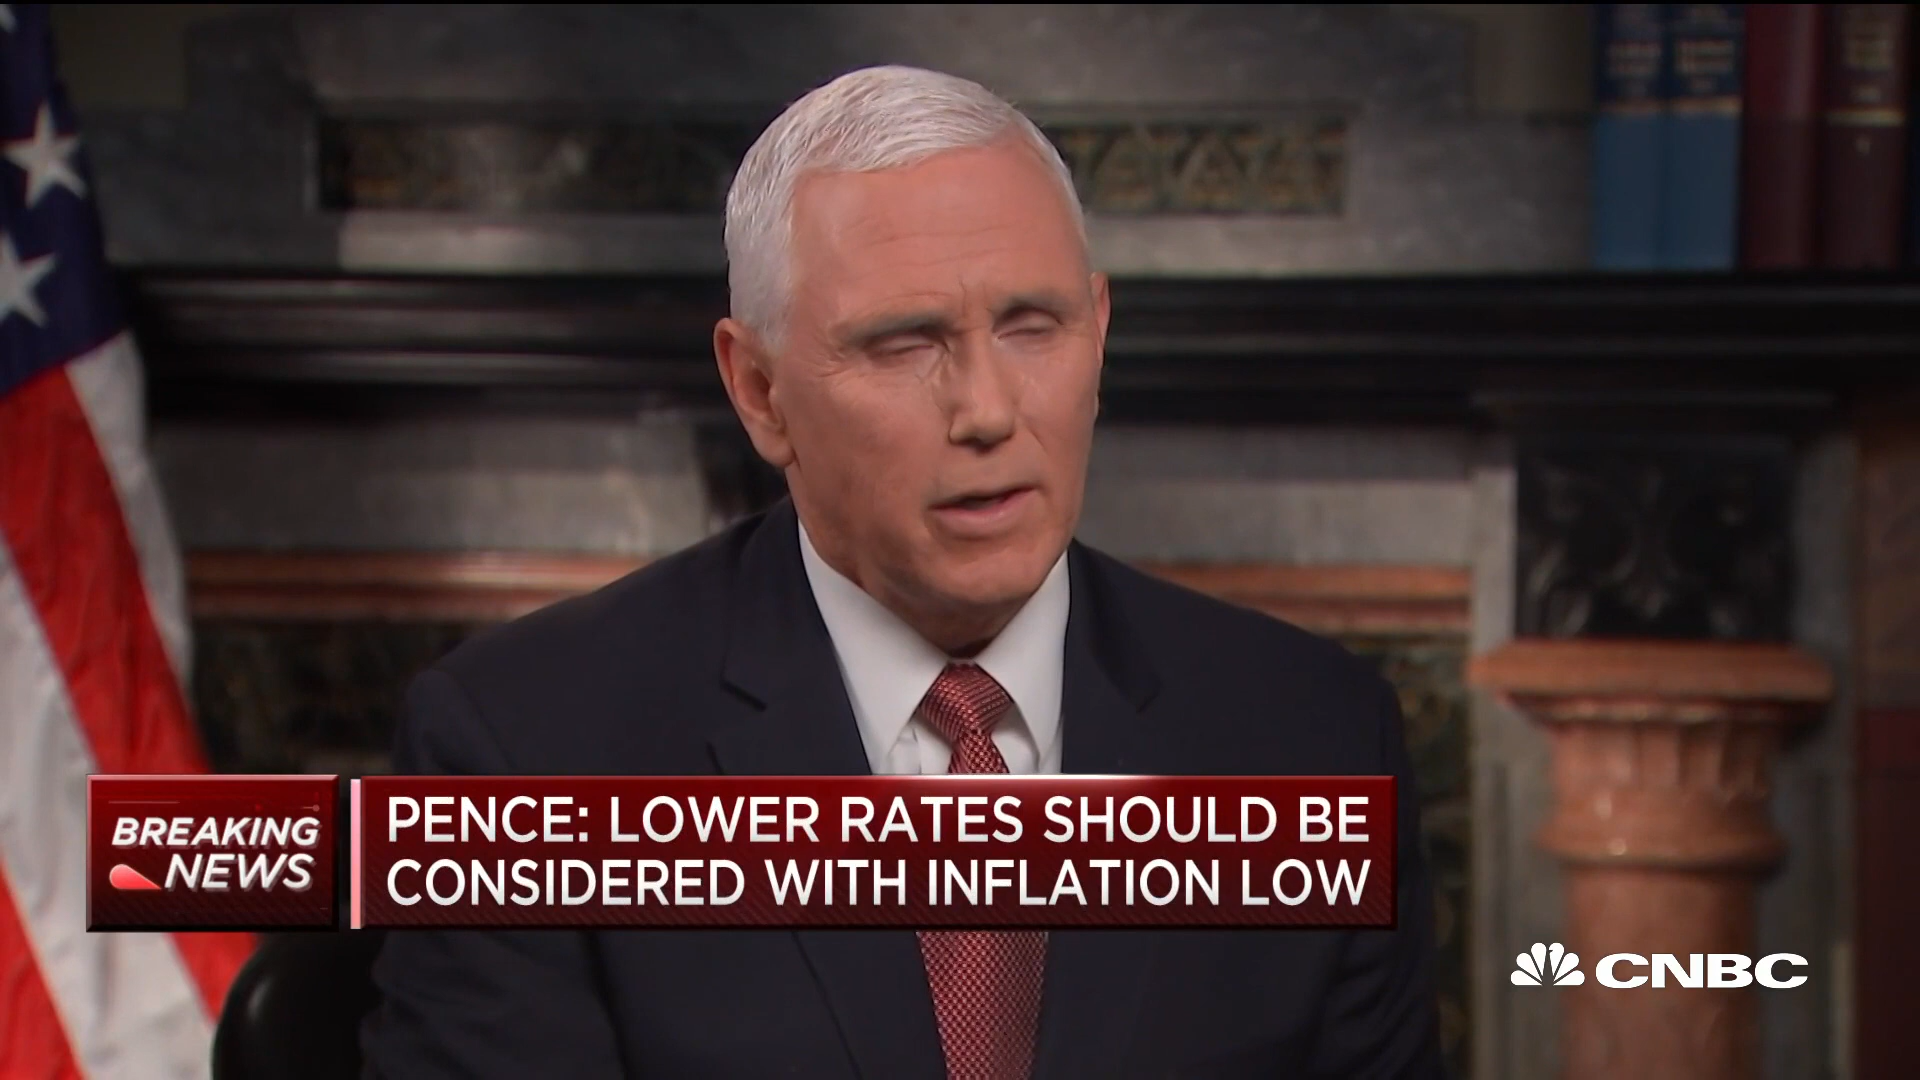 BREAKING
NEWS
PENCE: LOWER RATES SHOULD BE
CONSIDERED WITH INFLATION LOW
CNBC